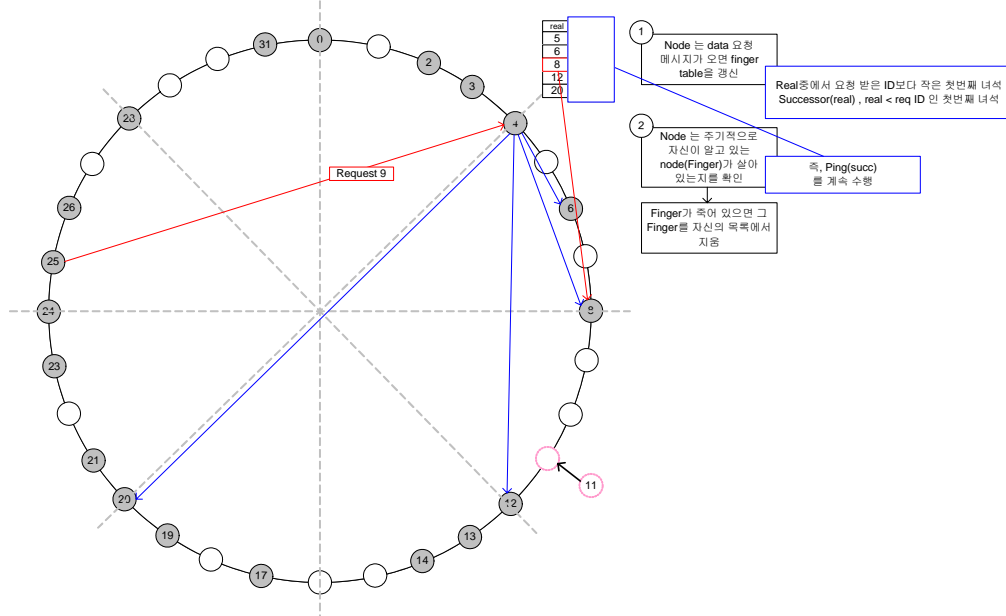 real
5
6
8
12
20
1
Node 는 data 요청
메시지가 오면 finger
table을 갱신
Real중에서 요청 받은 ID보다 작은 첫번째 녀석
Successor(real) , real < req ID 인 첫번째 녀석
2
Node 는 주기적으로
자신이 알고 있는
node(Finger)가 살아
있는지를 확인
즉, Ping(succ)
를 계속 수행
Finger가 죽어 있으면 그
Finger를 자신의 목록에서
지움
Request 9
0
2
3
4
6
8
11
12
13
14
17
19
20
21
23
24
25
26
28
31